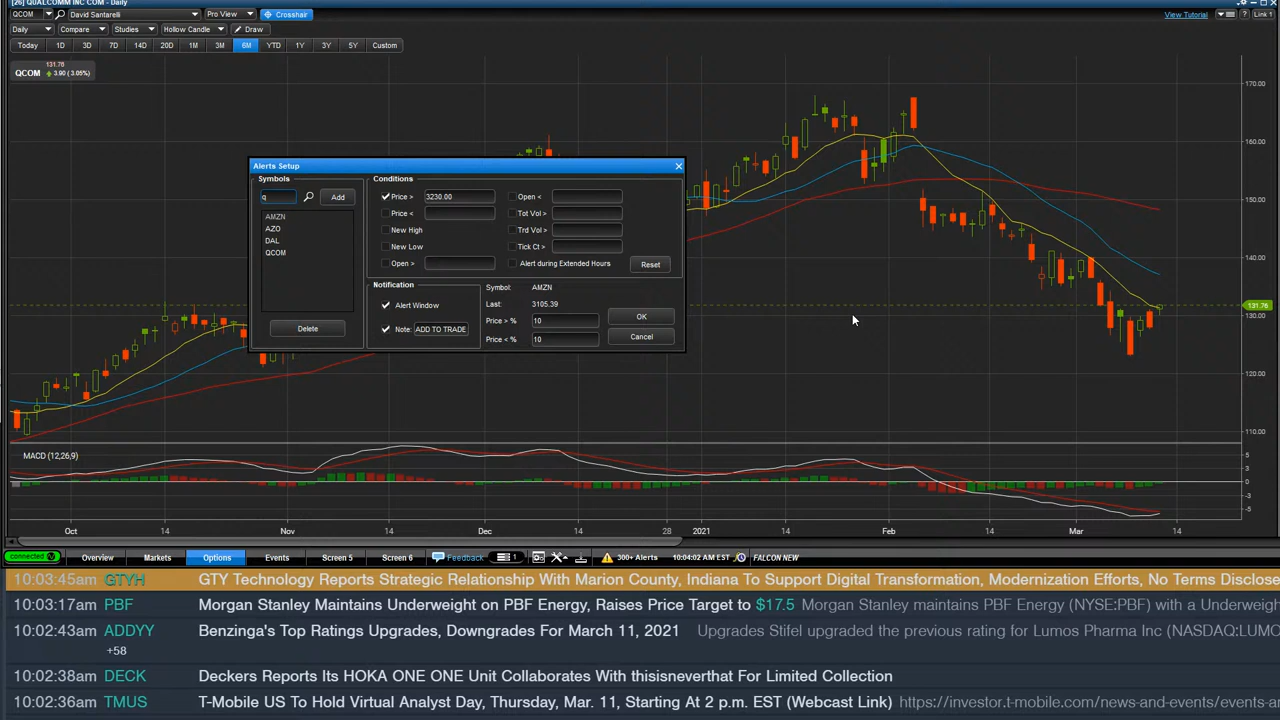 [26] QUALCOMM INC COM - Daily
QCOM David Santarelli Pro View Crosshair View Tutorial ? Link 1
Daily Compare Studies Hollow Candle Draw
Today 1D 3D 7D 14D 20D 1M 3M 6M YTD 1Y 3Y 5Y Custom
131.76
QCOM 3.90 (3.05%)
170.00
160.00
150.00
140.00
131.76
130.00
120.00
110.00
Alerts Setup
Symbols
q Add
AMZN
AZO
DAL
QCOM
Delete
Conditions
Price > 3230.00 Open <
Price < Tot Vol >
New High Trd Vol >
New Low Tick Ct >
Open > Alert during Extended Hours Reset
Notification
Alert Window
Note: ADD TO TRADE
Symbol: AMZN
Last: 3105.39
Price > % 10 OK
Price < % 10 Cancel
MACD (12,26,9)
5
3
0
-3
-5
Oct 14 Nov 14 Dec 14 28 2021 14 Feb 14 Mar 14
connected Overview Markets Options Events Screen 5 Screen 6 Feedback 1 300+ Alerts 10:04:02 AM EST FALCON NEW
10:03:45am GTYH GTY Technology Reports Strategic Relationship With Marion County, Indiana To Support Digital Transformation, Modernization Efforts, No Terms Disclose
10:03:17am PBF Morgan Stanley Maintains Underweight on PBF Energy, Raises Price Target to $17.5 Morgan Stanley maintains PBF Energy (NYSE:PBF) with a Underweigh
10:02:43am ADDYY Benzinga's Top Ratings Upgrades, Downgrades For March 11, 2021 Upgrades Stifel upgraded the previous rating for Lumos Pharma Inc (NASDAQ:LUMO
+58
10:02:38am DECK Deckers Reports Its HOKA ONE ONE Unit Collaborates With thisisneverthat For Limited Collection
10:02:36am TMUS T-Mobile US To Hold Virtual Analyst Day, Thursday, Mar. 11, Starting At 2 p.m. EST (Webcast Link) https://investor.t-mobile.com/news-and-events/events-a